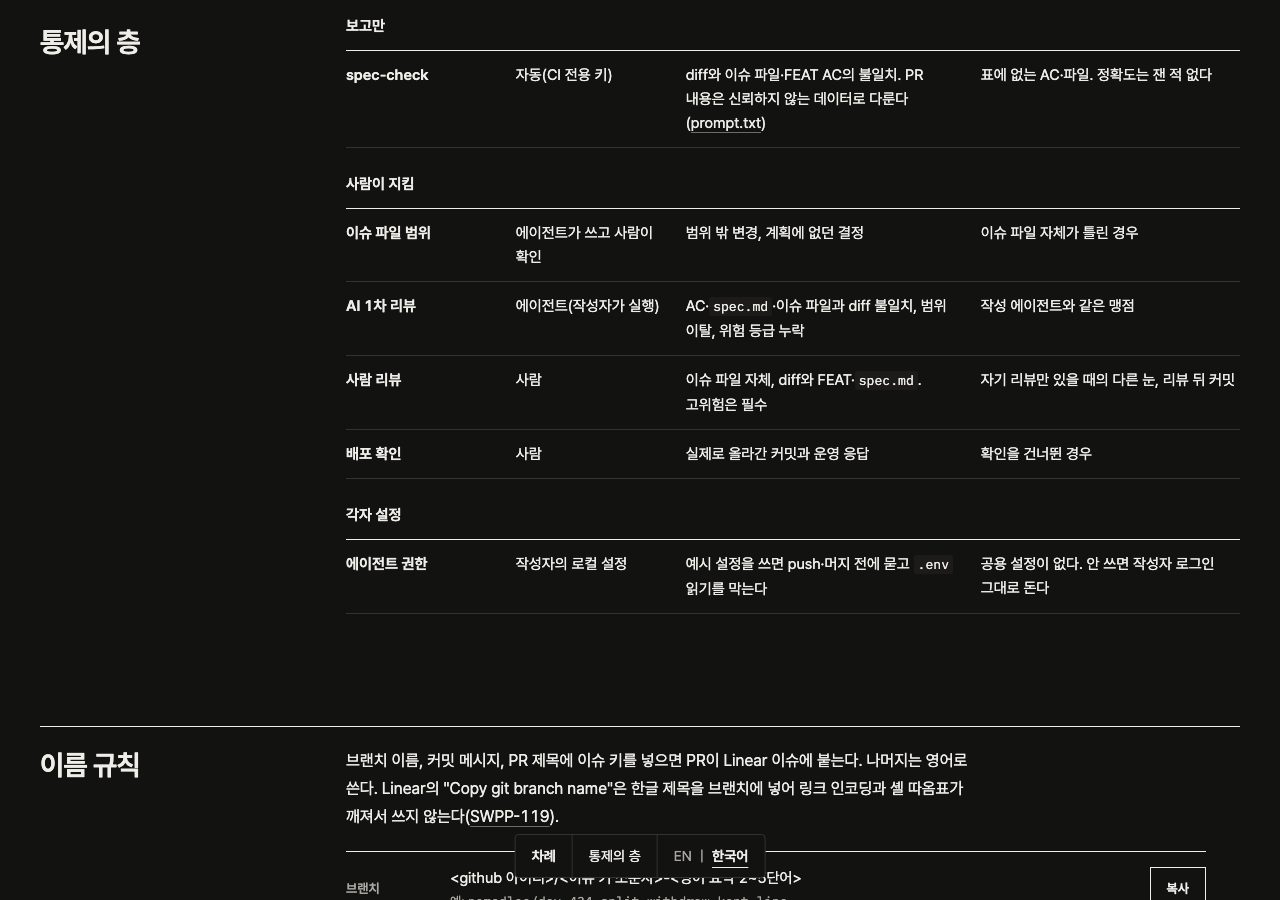 통제의 층
보고만
spec-check
자동(CI 전용 키)
diff와 이슈 파일·FEAT AC의 불일치. PR
내용은 신뢰하지 않는 데이터로 다룬다
(prompt.txt)
표에 없는 AC·파일. 정확도는 잰 적 없다
사람이 지킴
이슈 파일 범위
에이전트가 쓰고 사람이
확인
범위 밖 변경, 계획에 없던 결정
이슈 파일 자체가 틀린 경우
AI 1차 리뷰
에이전트(작성자가 실행)
AC·spec.md·이슈 파일과 diff 불일치, 범위
이탈, 위험 등급 누락
작성 에이전트와 같은 맹점
사람 리뷰
사람
이슈 파일 자체, diff와 FEAT·spec.md.
고위험은 필수
자기 리뷰만 있을 때의 다른 눈, 리뷰 뒤 커밋
배포 확인
사람
실제로 올라간 커밋과 운영 응답
확인을 건너뛴 경우
각자 설정
에이전트 권한
작성자의 로컬 설정
예시 설정을 쓰면 push·머지 전에 묻고 .env
읽기를 막는다
공용 설정이 없다. 안 쓰면 작성자 로그인
그대로 돈다
이름 규칙
브랜치 이름, 커밋 메시지, PR 제목에 이슈 키를 넣으면 PR이 Linear 이슈에 붙는다. 나머지는 영어로
쓴다. Linear의 "Copy git branch name"은 한글 제목을 브랜치에 넣어 링크 인코딩과 셸 따옴표가
깨져서 쓰지 않는다(SWPP-119).
차례
통제의 층
EN | 한국어
브랜치
<github
복사